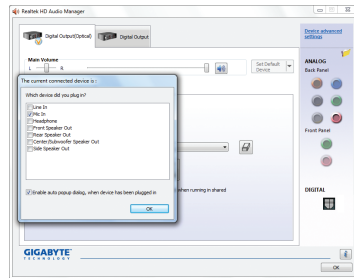 Realtek HD Audio Manager
Digital Output(Optical)
Digital Output
Device advanced
settings
Main Volume
L
R
Set Default
Device
ANALOG
Back Panel
The current connected device is :
Which device did you plug in?
Line In
Mic In
Headphone
Front Speaker Out
Rear Speaker Out
Center/Subwoofer Speaker Out
Side Speaker Out
Enable auto popup dialog, when device has been plugged in
OK
when running in shared
Front Panel
DIGITAL
GIGABYTE
TECHNOLOGY
OK